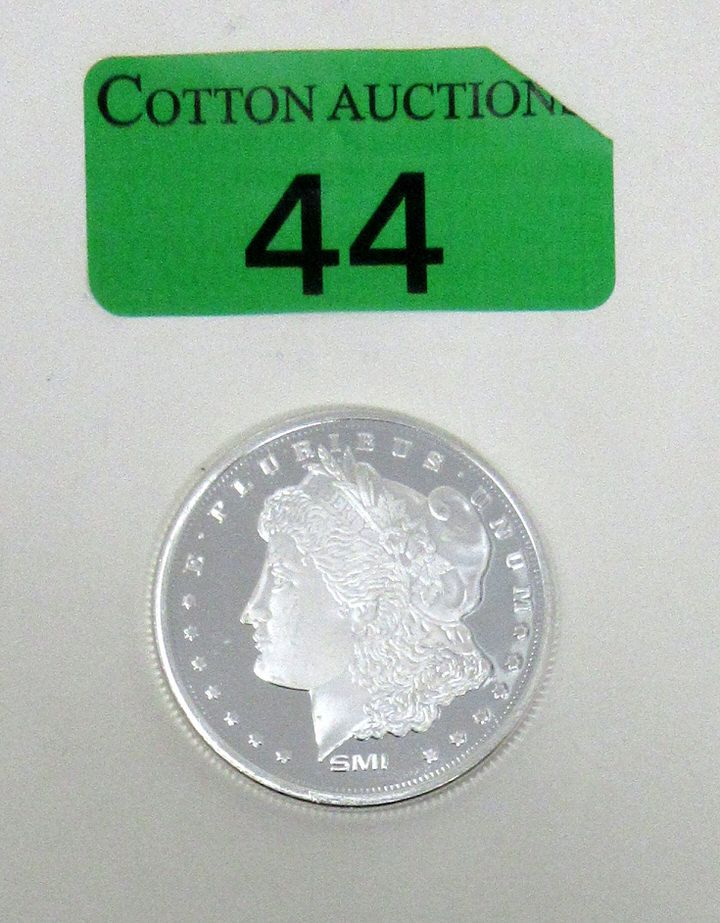 COTTON AUCTION
44
E · PLURIBUS · UNUM
SMI